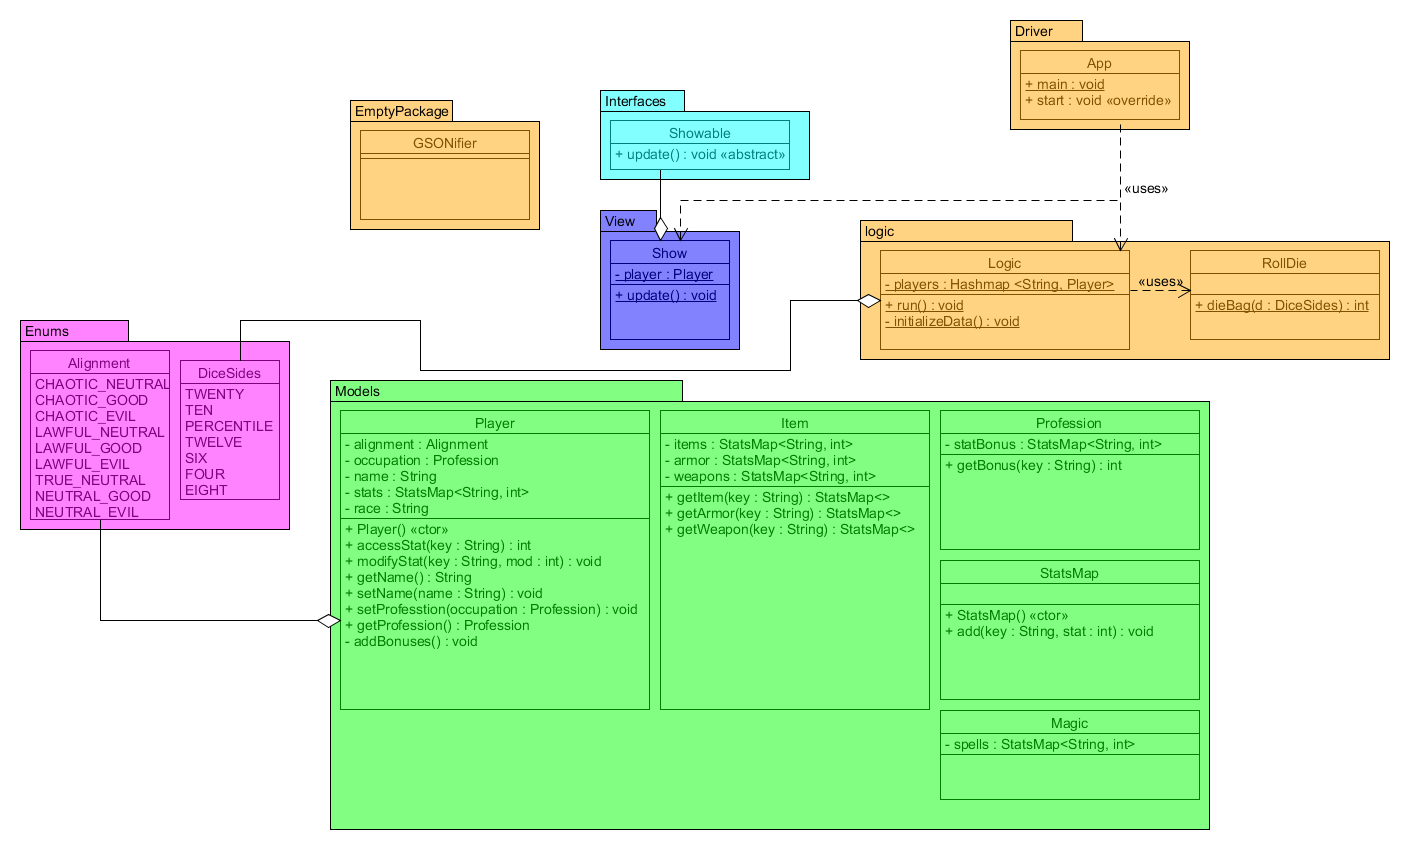 Driver
App
+ main : void
+ start : void «override»
EmptyPackage
GSONifier
Interfaces
Showable
+ update() : void «abstract»
«uses»
View
Show
- player : Player
+ update() : void
logic
Logic
- players : Hashmap <String, Player>
+ run() : void
- initializeData() : void
«uses»
RollDie
+ dieBag(d : DiceSides) : int
Enums
Alignment
CHAOTIC_NEUTRAL
CHAOTIC_GOOD
CHAOTIC_EVIL
LAWFUL_NEUTRAL
LAWFUL_GOOD
LAWFUL_EVIL
TRUE_NEUTRAL
NEUTRAL_GOOD
NEUTRAL_EVIL
DiceSides
TWENTY
TEN
PERCENTILE
TWELVE
SIX
FOUR
EIGHT
Models
Player
- alignment : Alignment
- occupation : Profession
- name : String
- stats : StatsMap<String, int>
- race : String
+ Player() «ctor»
+ accessStat(key : String) : int
+ modifyStat(key : String, mod : int) : void
+ getName() : String
+ setName(name : String) : void
+ setProfesstion(occupation : Profession) : void
+ getProfession() : Profession
- addBonuses() : void
Item
- items : StatsMap<String, int>
- armor : StatsMap<String, int>
- weapons : StatsMap<String, int>
+ getItem(key : String) : StatsMap<>
+ getArmor(key : String) : StatsMap<>
+ getWeapon(key : String) : StatsMap<>
Profession
- statBonus : StatsMap<String, int>
+ getBonus(key : String) : int
StatsMap
+ StatsMap() «ctor»
+ add(key : String, stat : int) : void
Magic
- spells : StatsMap<String, int>